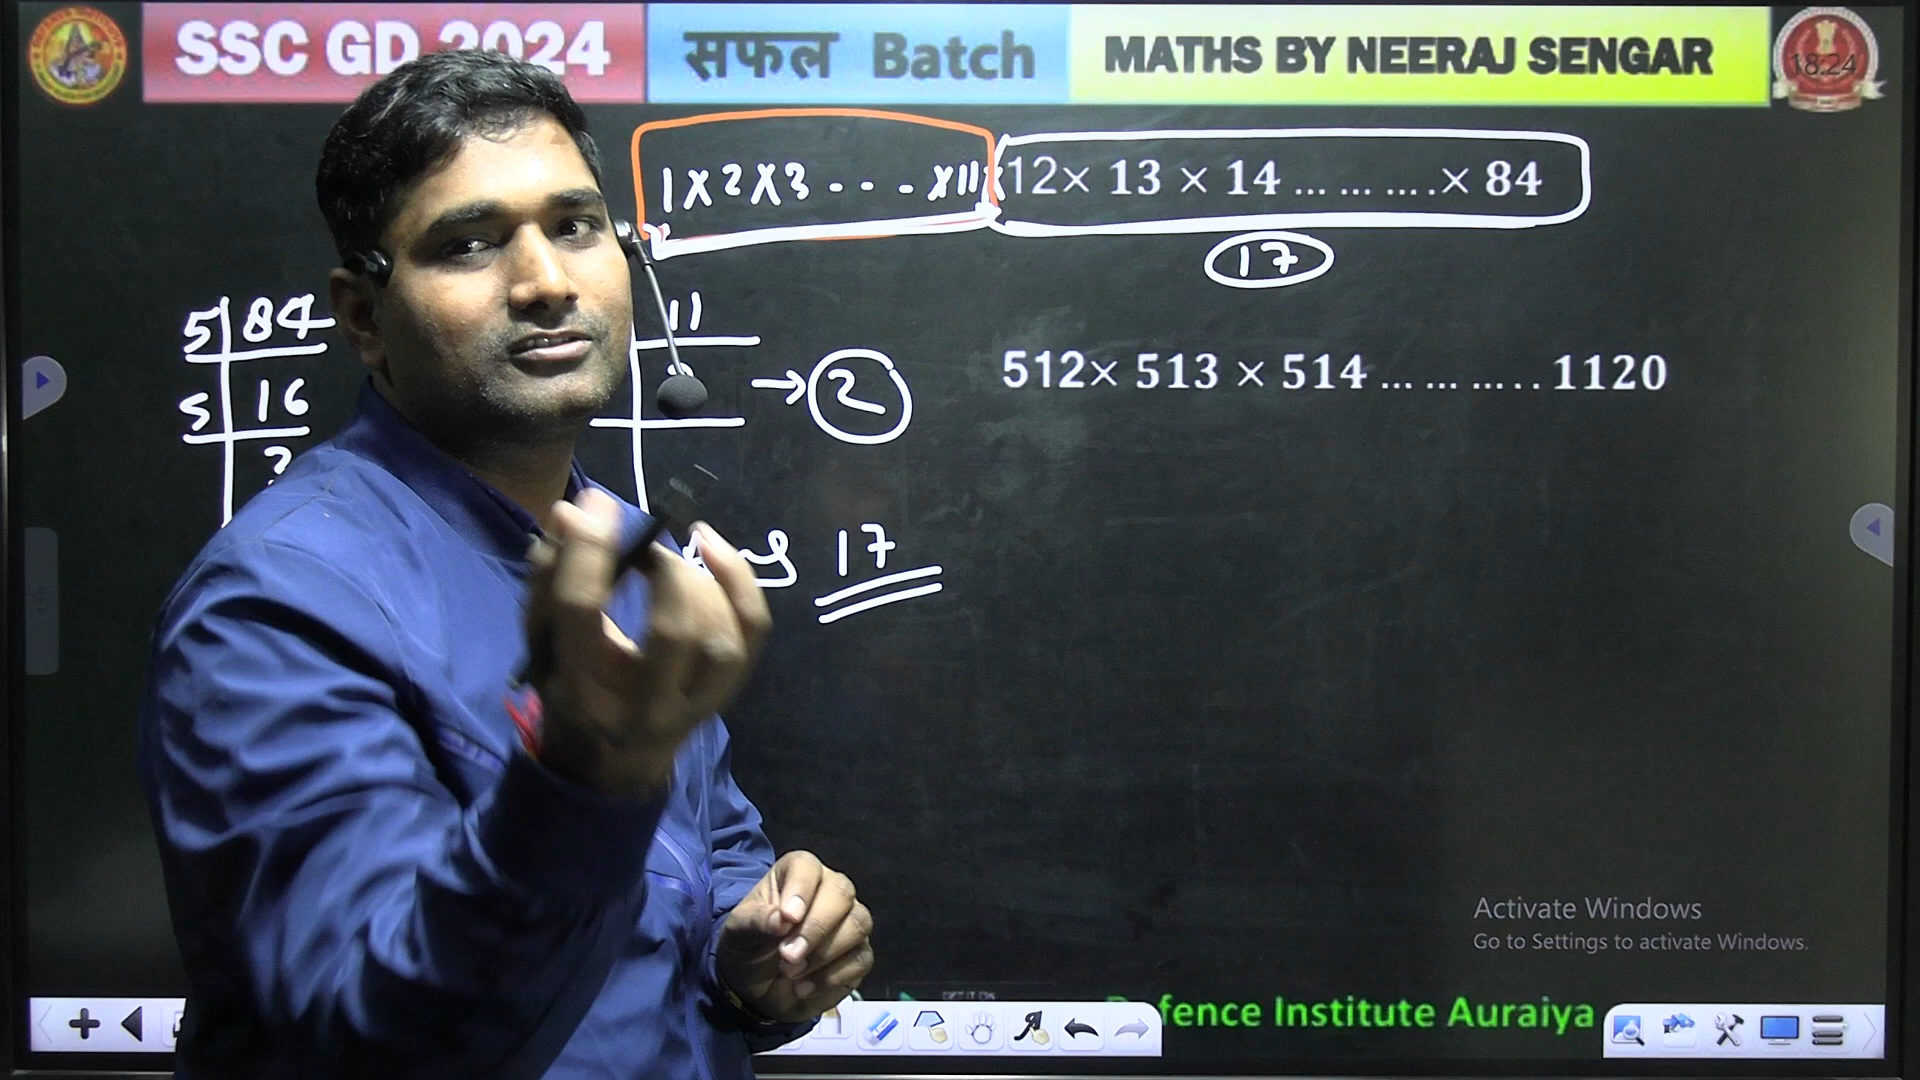 SSC GD 2024 सफल Batch MATHS BY NEERAJ SENGAR
18:24
1×2×3 - - - ×11× 12× 13 × 14 ... ... ... .× 84
17
5 84 11
5 16 → 2
512× 513 × 514 ... ... ... . . 1120
17
Activate Windows
Go to Settings to activate Windows.
fence Institute Auraiya